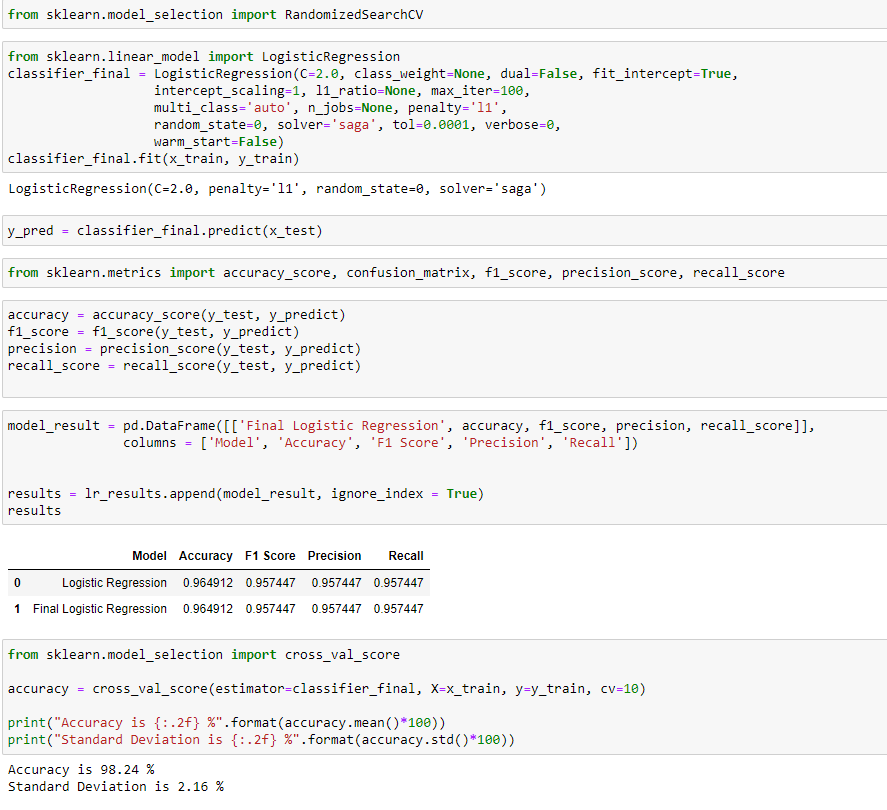 from sklearn.model_selection import RandomizedSearchCV
from sklearn.linear_model import LogisticRegression
classifier_final = LogisticRegression(C=2.0, class_weight=None, dual=False, fit_intercept=True,
                   intercept_scaling=1, l1_ratio=None, max_iter=100,
                   multi_class='auto', n_jobs=None, penalty='l1',
                   random_state=0, solver='saga', tol=0.0001, verbose=0,
                   warm_start=False)
classifier_final.fit(x_train, y_train)
LogisticRegression(C=2.0, penalty='l1', random_state=0, solver='saga')
y_pred = classifier_final.predict(x_test)
from sklearn.metrics import accuracy_score, confusion_matrix, f1_score, precision_score, recall_score
accuracy = accuracy_score(y_test, y_predict)
f1_score = f1_score(y_test, y_predict)
precision = precision_score(y_test, y_predict)
recall_score = recall_score(y_test, y_predict)
model_result = pd.DataFrame([['Final Logistic Regression', accuracy, f1_score, precision, recall_score]],
               columns = ['Model', 'Accuracy', 'F1 Score', 'Precision', 'Recall'])
results = lr_results.append(model_result, ignore_index = True)
results
Model Accuracy F1 Score Precision Recall
0 Logistic Regression 0.964912 0.957447 0.957447 0.957447
1 Final Logistic Regression 0.964912 0.957447 0.957447 0.957447
from sklearn.model_selection import cross_val_score
accuracy = cross_val_score(estimator=classifier_final, X=x_train, y=y_train, cv=10)
print("Accuracy is {:.2f} %".format(accuracy.mean()*100))
print("Standard Deviation is {:.2f} %".format(accuracy.std()*100))
Accuracy is 98.24 %
Standard Deviation is 2.16 %